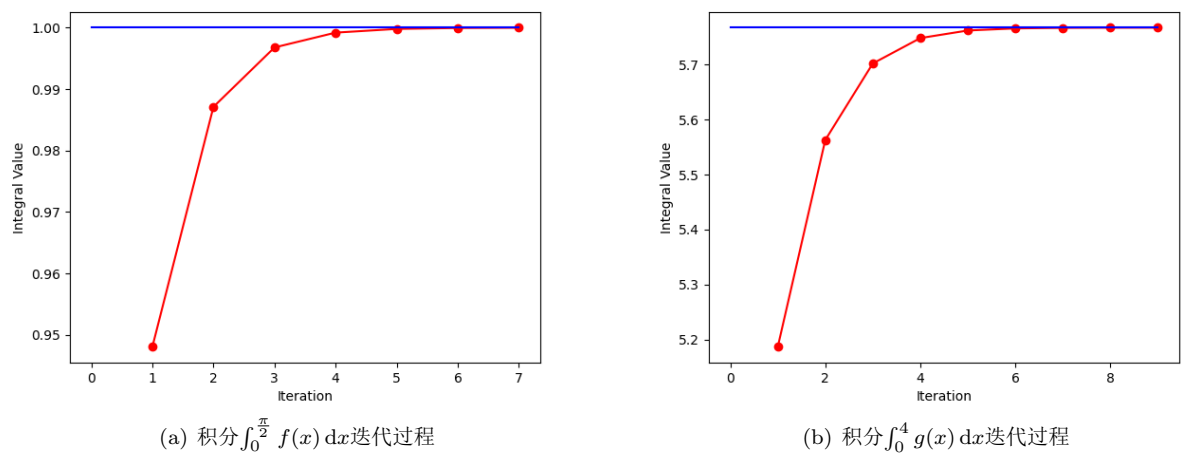 1.00
0.99
0.98
0.97
0.96
0.95
Integral Value
0 1 2 3 4 5 6 7
Iteration
(a) 积分∫₀^{π/2} f(x) dx迭代过程
5.7
5.6
5.5
5.4
5.3
5.2
Integral Value
0 2 4 6 8
Iteration
(b) 积分∫₀⁴ g(x) dx迭代过程